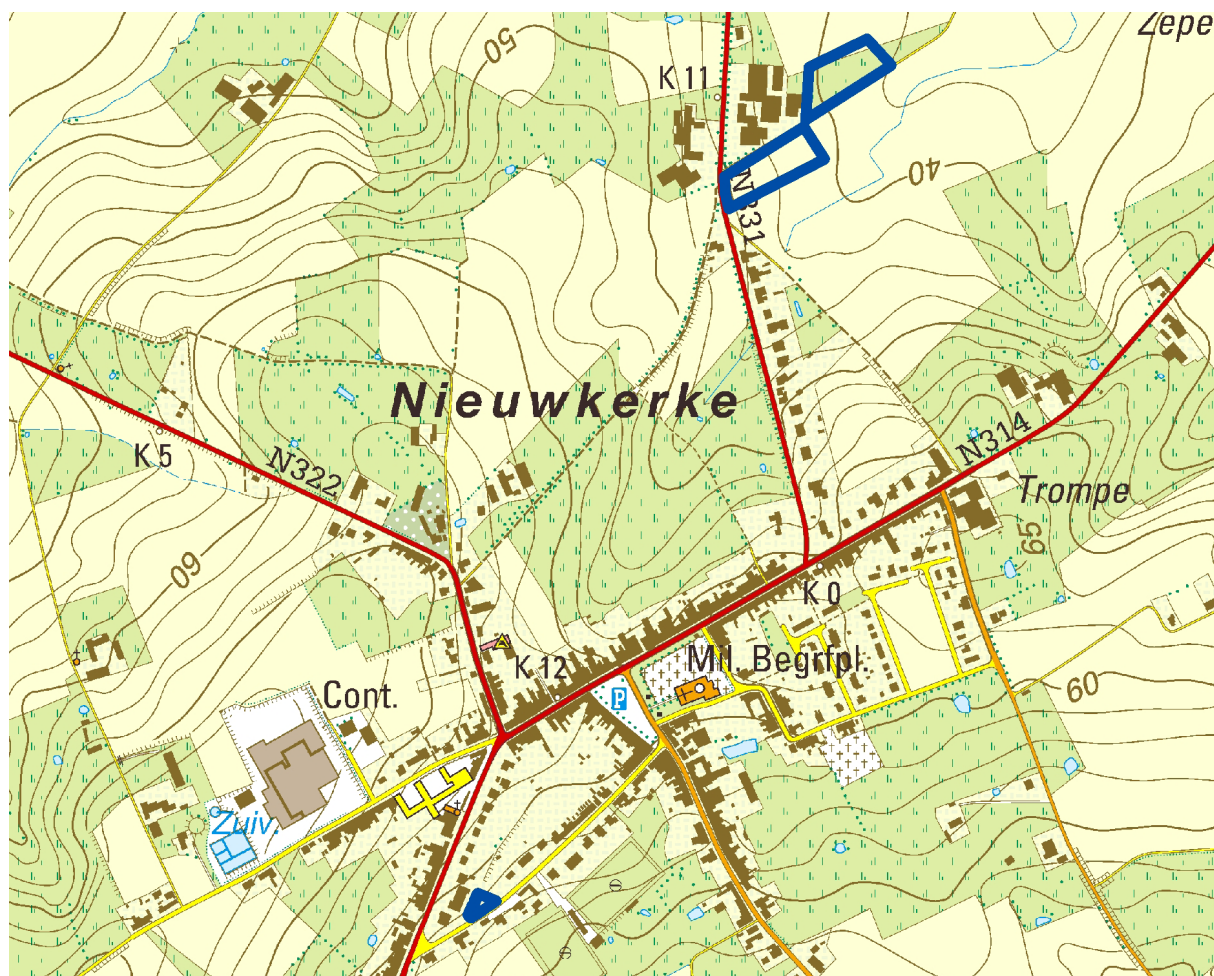 Zepe
50
K 11
40
N331
Nieuwkerke
K 5
N322
N314
Trompe
65
60
K 0
K 12
Mil. Begrfpl.
P
60
Cont.
Zuiv.